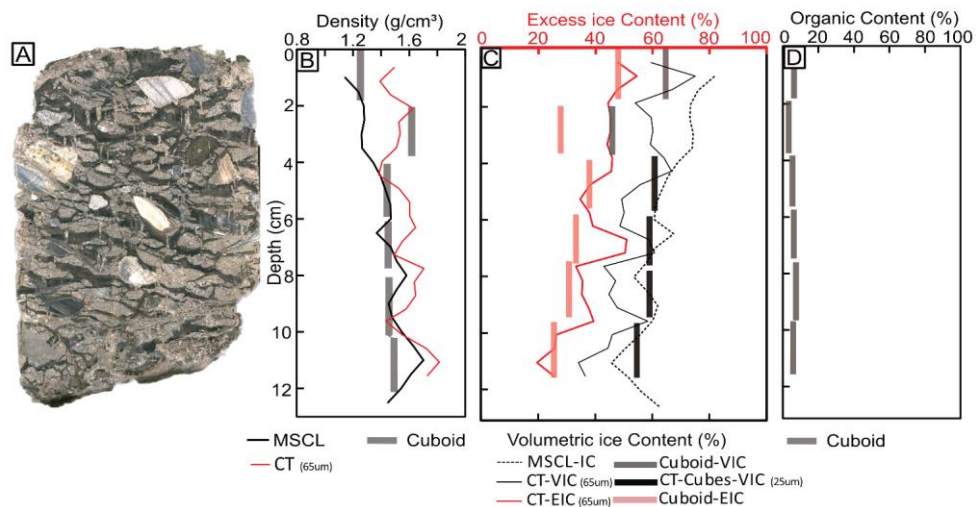 Density (g/cm³)
0.8 1.2 1.6 2
Excess ice Content (%)
0 20 40 60 80 100
Organic Content (%)
0 20 40 60 80 100
A
B
C
D
0
2
4
6
8
10
12
Depth (cm)
0 20 40 60 80 100
MSCL
Cuboid
CT (65um)
Volumetric ice Content (%)
MSCL-IC
Cuboid-VIC
CT-VIC (65um)
CT-Cubes-VIC (25um)
CT-EIC (65um)
Cuboid-EIC
Cuboid